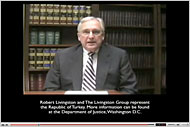 Robert Livingston and The Livingston Group represent
the Republic of Turkey. More information can be found
at the Department of Justice, Washington D.C.